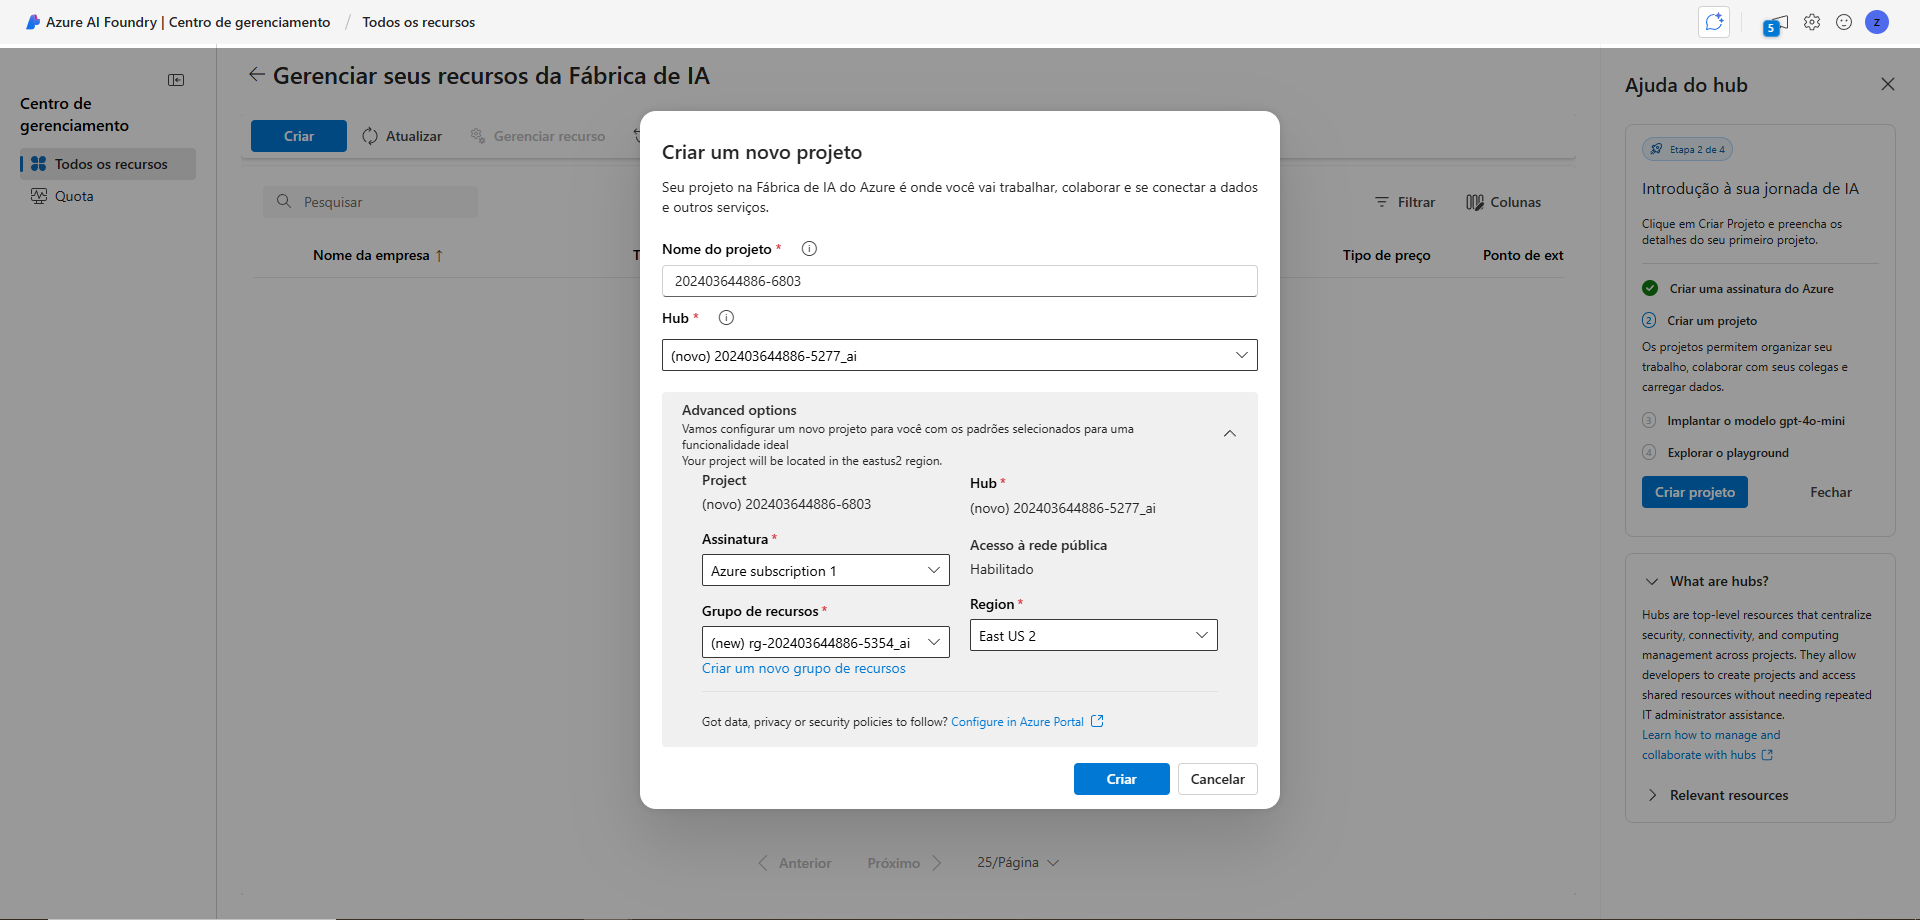 Azure AI Foundry | Centro de gerenciamento / Todos os recursos
5
Z
Centro de gerenciamento
Todos os recursos
Quota
Gerenciar seus recursos da Fábrica de IA
Criar
Atualizar
Gerenciar recurso
Pesquisar
Filtrar
Colunas
Nome da empresa ↑
T
Tipo de preço
Ponto de ext
Criar um novo projeto
Seu projeto na Fábrica de IA do Azure é onde você vai trabalhar, colaborar e se conectar a dados
e outros serviços.
Nome do projeto *
202403644886-6803
Hub *
(novo) 202403644886-5277_ai
Advanced options
Vamos configurar um novo projeto para você com os padrões selecionados para uma
funcionalidade ideal
Your project will be located in the eastus2 region.
Project
(novo) 202403644886-6803
Hub *
(novo) 202403644886-5277_ai
Assinatura *
Azure subscription 1
Acesso à rede pública
Habilitado
Grupo de recursos *
(new) rg-202403644886-5354_ai
Criar um novo grupo de recursos
Region *
East US 2
Got data, privacy or security policies to follow? Configure in Azure Portal
Criar
Cancelar
Anterior
Próximo
25/Página
Ajuda do hub
Etapa 2 de 4
Introdução à sua jornada de IA
Clique em Criar Projeto e preencha os
detalhes do seu primeiro projeto.
Criar uma assinatura do Azure
2 Criar um projeto
Os projetos permitem organizar seu
trabalho, colaborar com seus colegas e
carregar dados.
3 Implantar o modelo gpt-4o-mini
4 Explorar o playground
Criar projeto
Fechar
What are hubs?
Hubs are top-level resources that centralize
security, connectivity, and computing
management across projects. They allow
developers to create projects and access
shared resources without needing repeated
IT administrator assistance.
Learn how to manage and
collaborate with hubs
Relevant resources